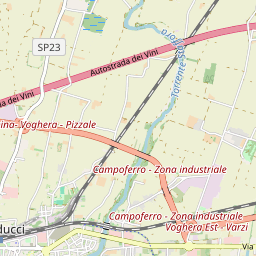 SP23
Autostrada dei Vini
dei Vini
Torrente Staffora
ina- Voghera - Pizzale
Campoferro - Zona industriale
Campoferro - Zona industriale
Voghera Est - Varzi
ducci
Via